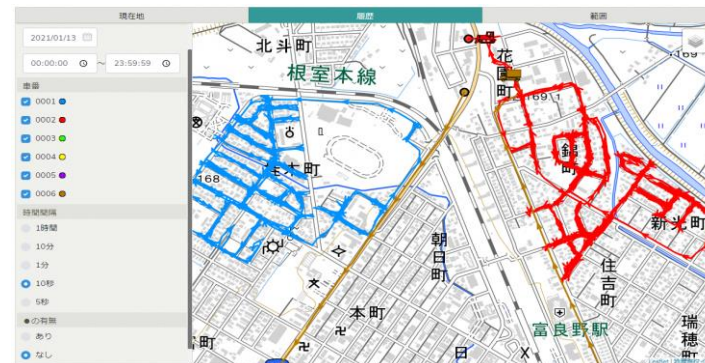 現在地
履歴
範囲
2021/01/13
00:00:00 ~ 23:59:59
車番
0001
0002
0003
0004
0005
0006
時間間隔
1時間
10分
1分
10秒
5秒
●の有無
あり
なし
北斗町
根室本線
花園町
169.1
169
錦町
新光町
168
朝日町
住吉町
本町
富良野駅
瑞穂町
日
Leaflet